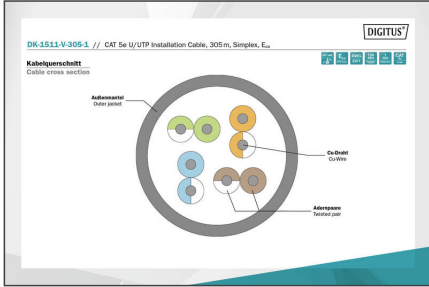 DIGITUS®
DK-1511-V-305-1 // CAT 5e U/UTP Installation Cable, 305 m, Simplex, Eca
Kabelquerschnitt
Cable cross section
Außenmantel
Outer jacket
Cu-Draht
Cu-Wire
Adernpaare
Twisted pair